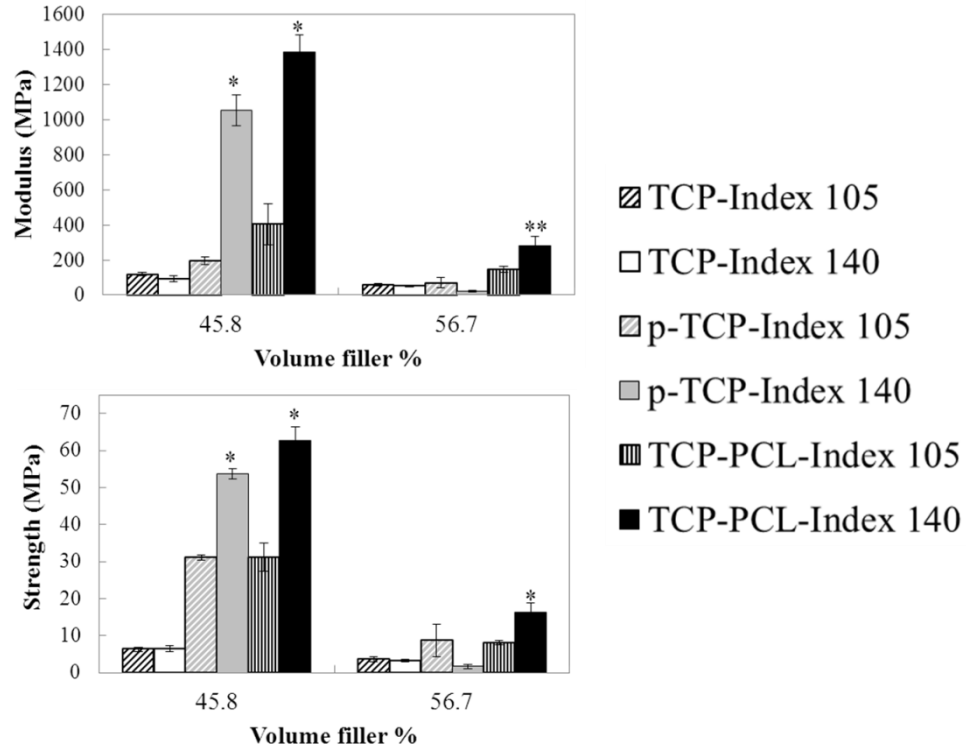 1600
1400
1200
1000
800
600
400
200
0
Modulus (MPa)
*
*
**
45.8
56.7
Volume filler %
70
60
50
40
30
20
10
0
Strength (MPa)
*
*
*
45.8
56.7
Volume filler %
TCP-Index 105
TCP-Index 140
p-TCP-Index 105
p-TCP-Index 140
TCP-PCL-Index 105
TCP-PCL-Index 140